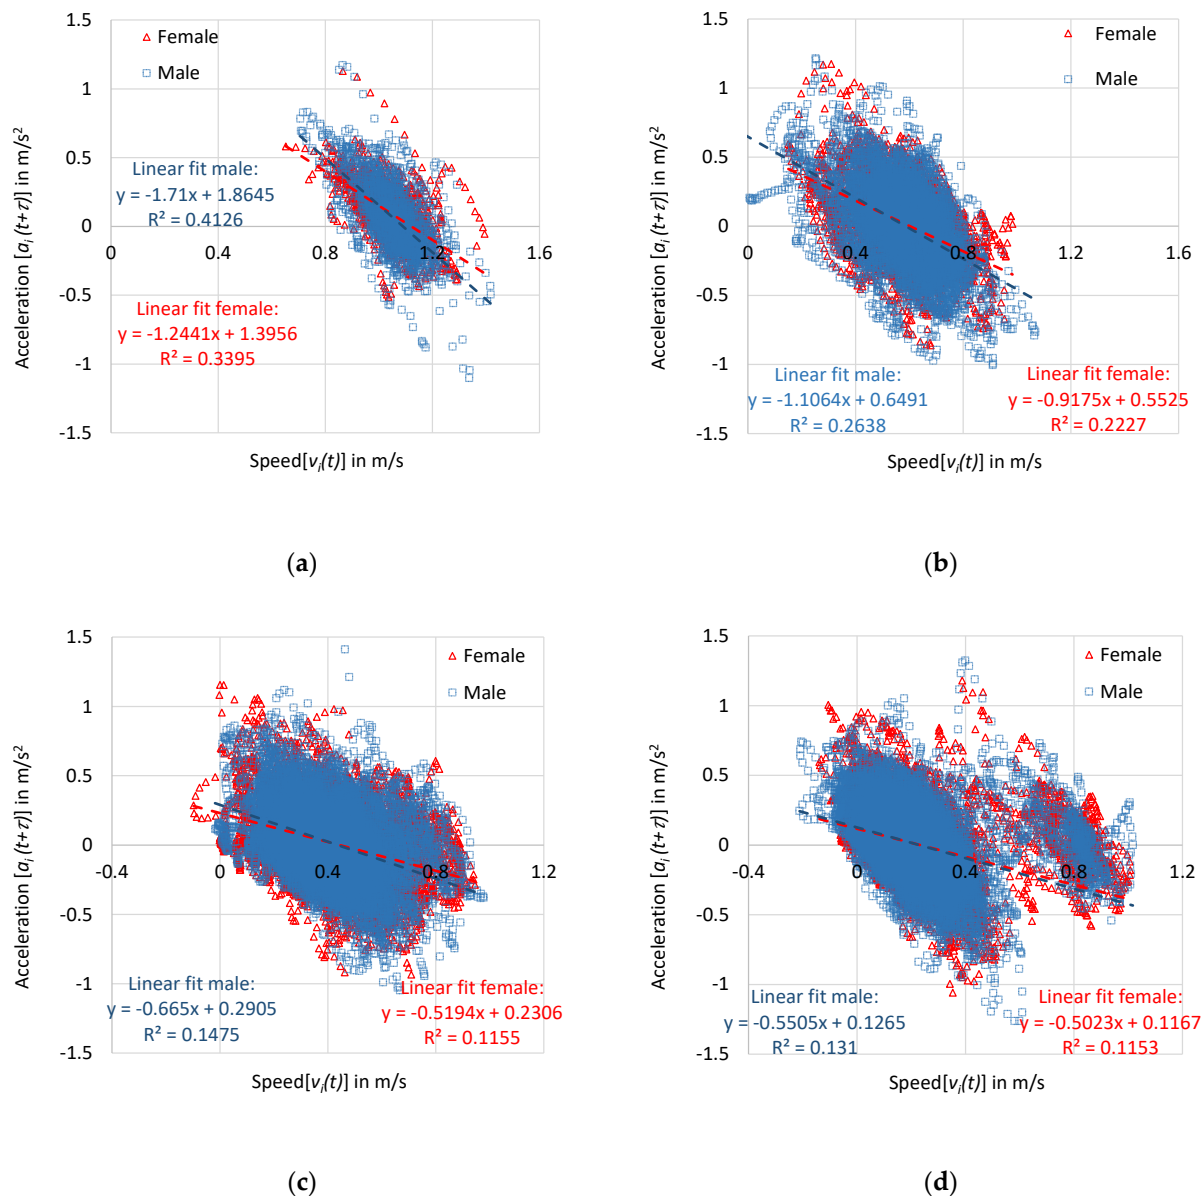 1.5
Female
Male
1
0.5
0
-0.5
-1
-1.5
0
0.4
0.8
1.2
1.6
Linear fit male:
y = -1.71x + 1.8645
R² = 0.4126
Linear fit female:
y = -1.2441x + 1.3956
R² = 0.3395
Acceleration [a_i (t+τ)] in m/s²
Speed[v_i(t)] in m/s
(a)
1.5
Female
Male
1
0.5
0
-0.5
-1
-1.5
0
0.4
0.8
1.2
1.6
Linear fit male:
y = -1.1064x + 0.6491
R² = 0.2638
Linear fit female:
y = -0.9175x + 0.5525
R² = 0.2227
Acceleration [a_i (t+τ)] in m/s²
Speed[v_i(t)] in m/s
(b)
1.5
Female
Male
1
0.5
0
-0.5
-1
-1.5
-0.4
0
0.4
0.8
1.2
Linear fit male:
y = -0.665x + 0.2905
R² = 0.1475
Linear fit female:
y = -0.5194x + 0.2306
R² = 0.1155
Acceleration [a_i (t+τ)] in m/s²
Speed[v_i(t)] in m/s
(c)
1.5
Female
Male
1
0.5
0
-0.5
-1
-1.5
-0.4
0
0.4
0.8
1.2
Linear fit male:
y = -0.5505x + 0.1265
R² = 0.131
Linear fit female:
y = -0.5023x + 0.1167
R² = 0.1153
Acceleration [a_i (t+τ)] in m/s²
Speed[v_i(t)] in m/s
(d)